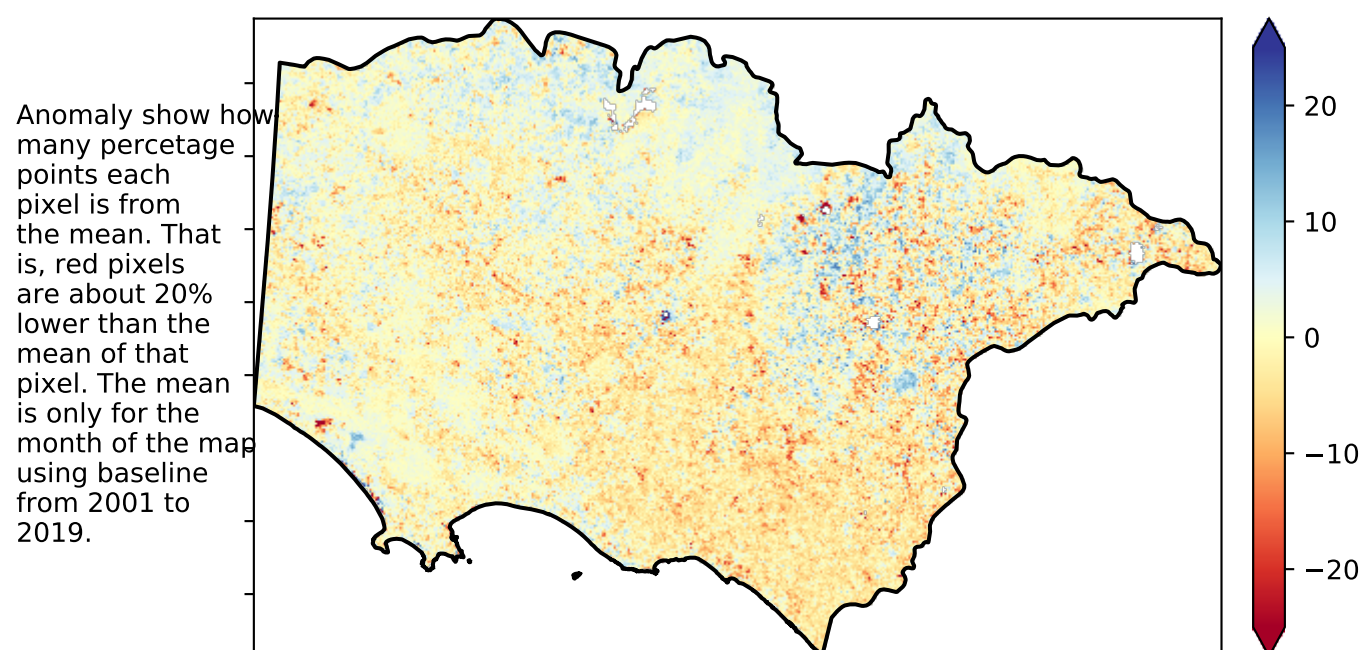 Anomaly show how
many percetage
points each
pixel is from
the mean. That
is, red pixels
are about 20%
lower than the
mean of that
pixel. The mean
is only for the
month of the map
using baseline
from 2001 to
2019.
20
10
0
−10
−20